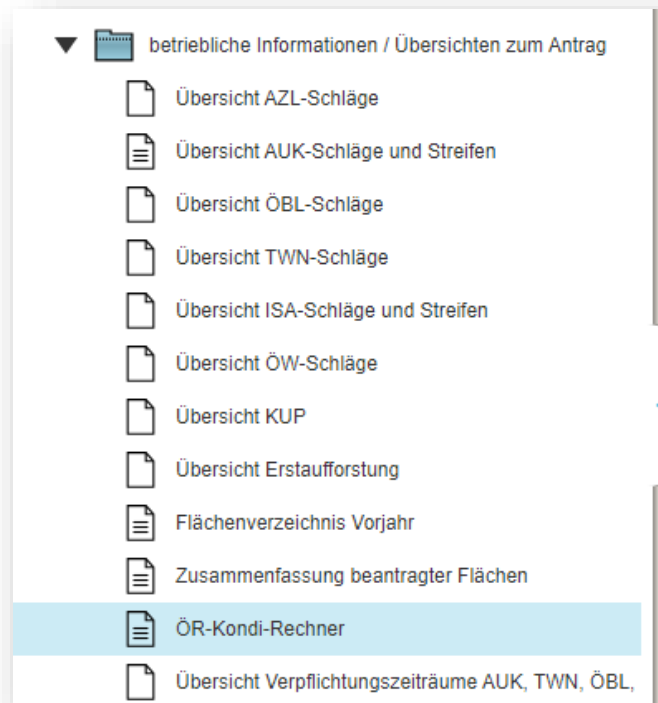 betriebliche Informationen / Übersichten zum Antrag
Übersicht AZL-Schläge
Übersicht AUK-Schläge und Streifen
Übersicht ÖBL-Schläge
Übersicht TWN-Schläge
Übersicht ISA-Schläge und Streifen
Übersicht ÖW-Schläge
Übersicht KUP
Übersicht Erstaufforstung
Flächenverzeichnis Vorjahr
Zusammenfassung beantragter Flächen
ÖR-Kondi-Rechner
Übersicht Verpflichtungszeiträume AUK, TWN, ÖBL,